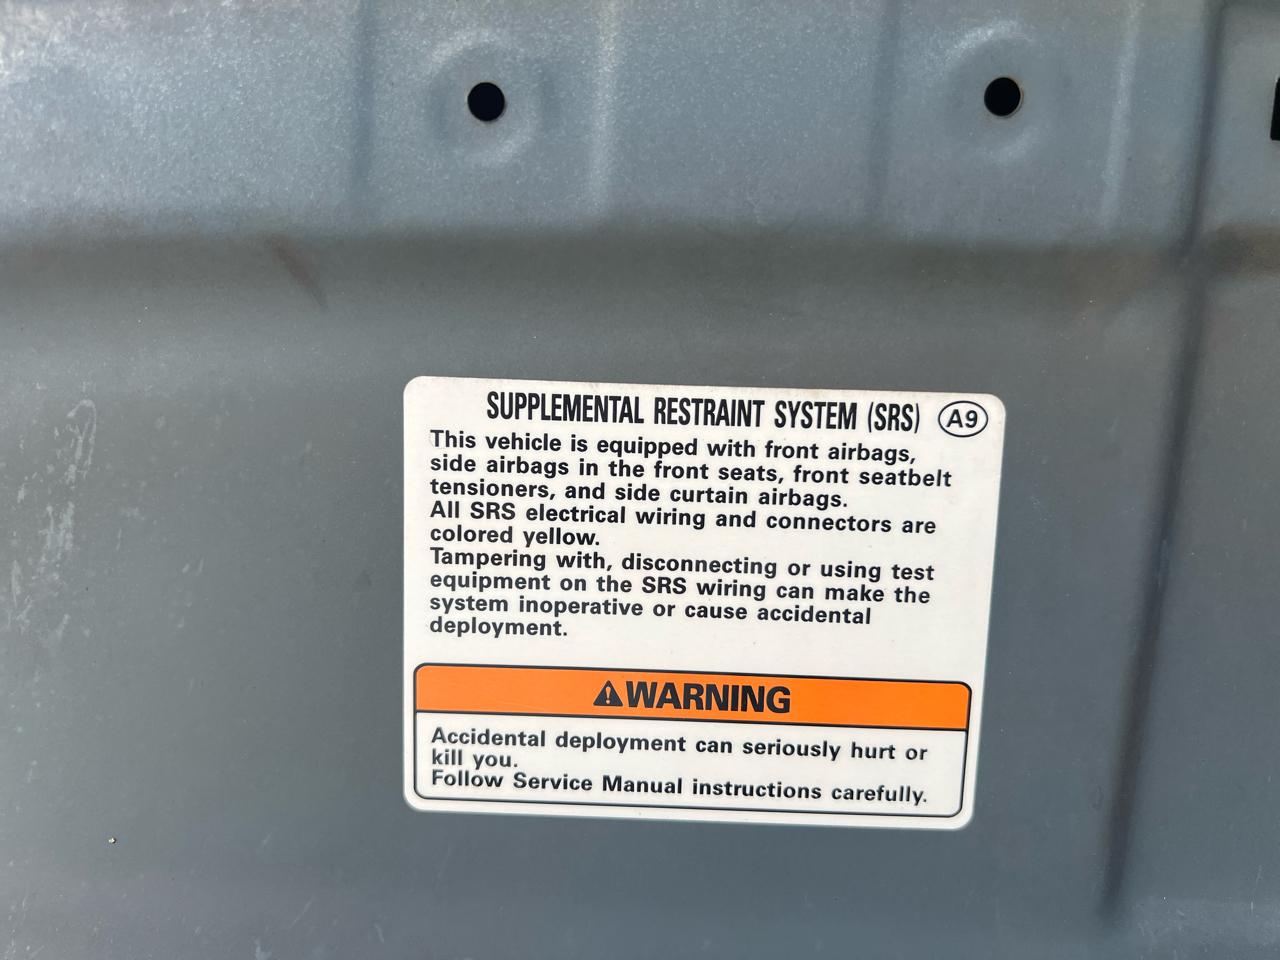 SUPPLEMENTAL RESTRAINT SYSTEM (SRS) A9
This vehicle is equipped with front airbags,
side airbags in the front seats, front seatbelt
tensioners, and side curtain airbags.
All SRS electrical wiring and connectors are
colored yellow.
Tampering with, disconnecting or using test
equipment on the SRS wiring can make the
system inoperative or cause accidental
deployment.
⚠WARNING
Accidental deployment can seriously hurt or
kill you.
Follow Service Manual instructions carefully.